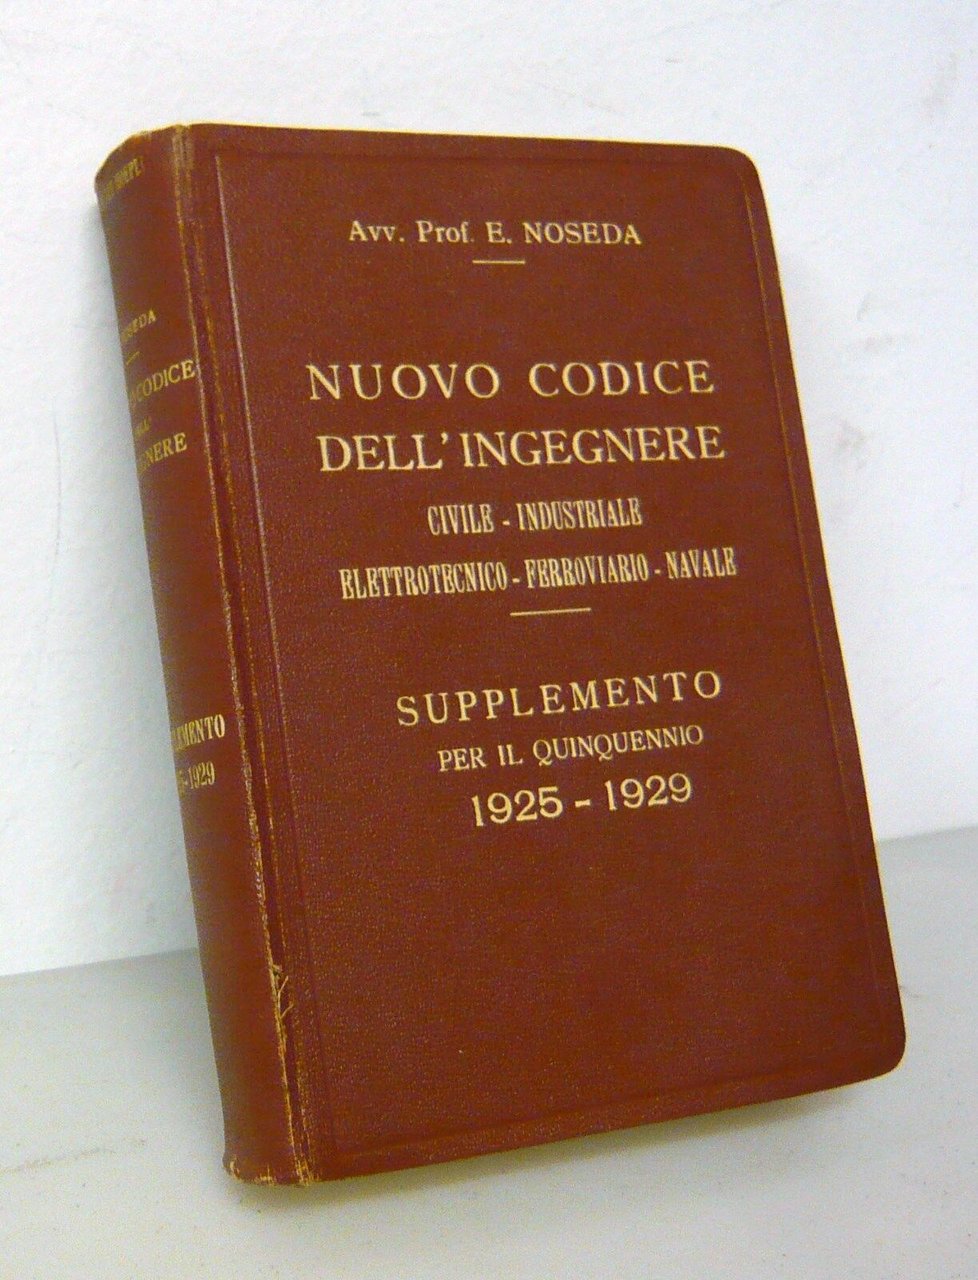 Avv. Prof. E. NOSEDA
NUOVO CODICE
DELL'INGEGNERE
CIVILE - INDUSTRIALE
ELETTROTECNICO - FERROVIARIO - NAVALE
SUPPLEMENTO
PER IL QUINQUENNIO
1925 - 1929